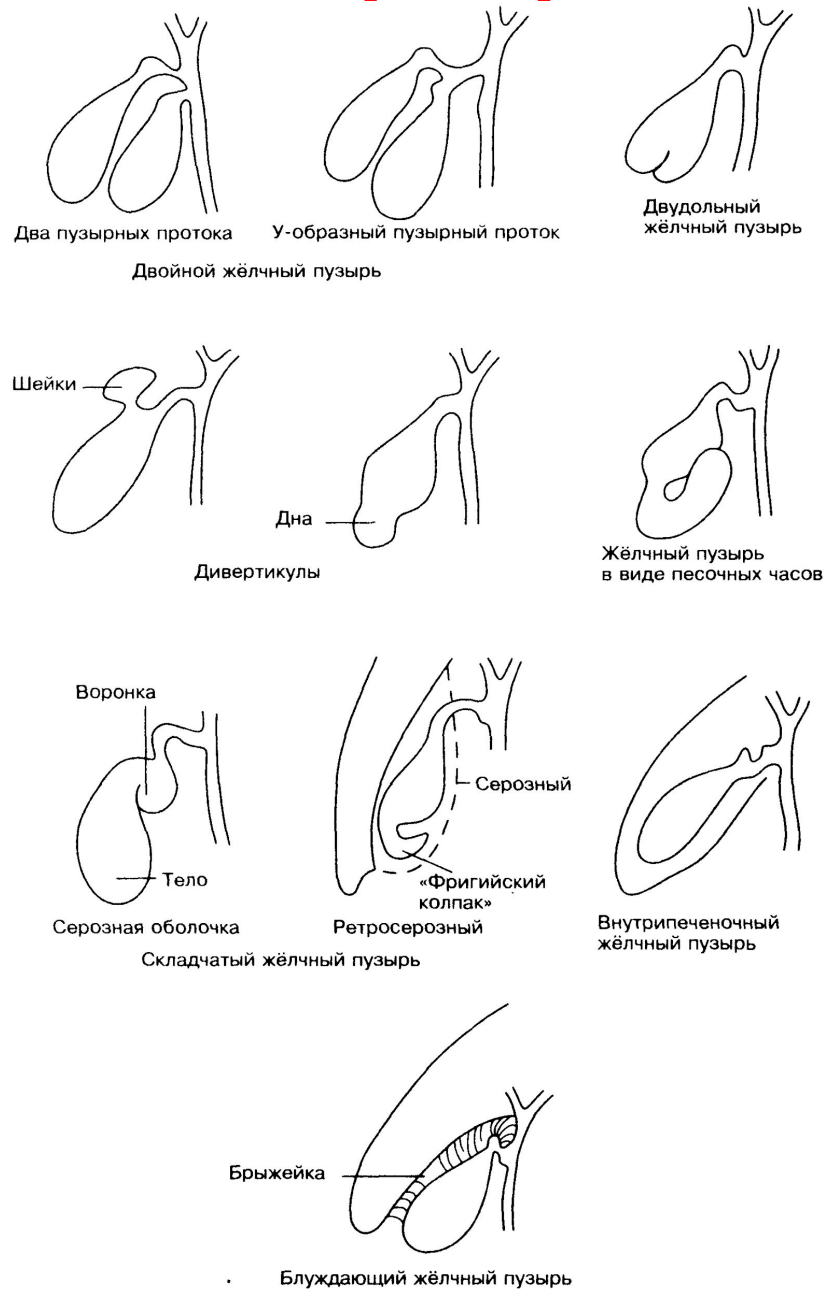 Два пузырных протока
У-образный пузырный проток
Двойной жёлчный пузырь
Двудольный
жёлчный пузырь
Шейки
Дна
Дивертикулы
Жёлчный пузырь
в виде песочных часов
Воронка
Тело
Серозная оболочка
Серозный
«Фригийский
колпак»
Ретросерозный
Складчатый жёлчный пузырь
Внутрипеченочный
жёлчный пузырь
Брыжейка
Блуждающий жёлчный пузырь